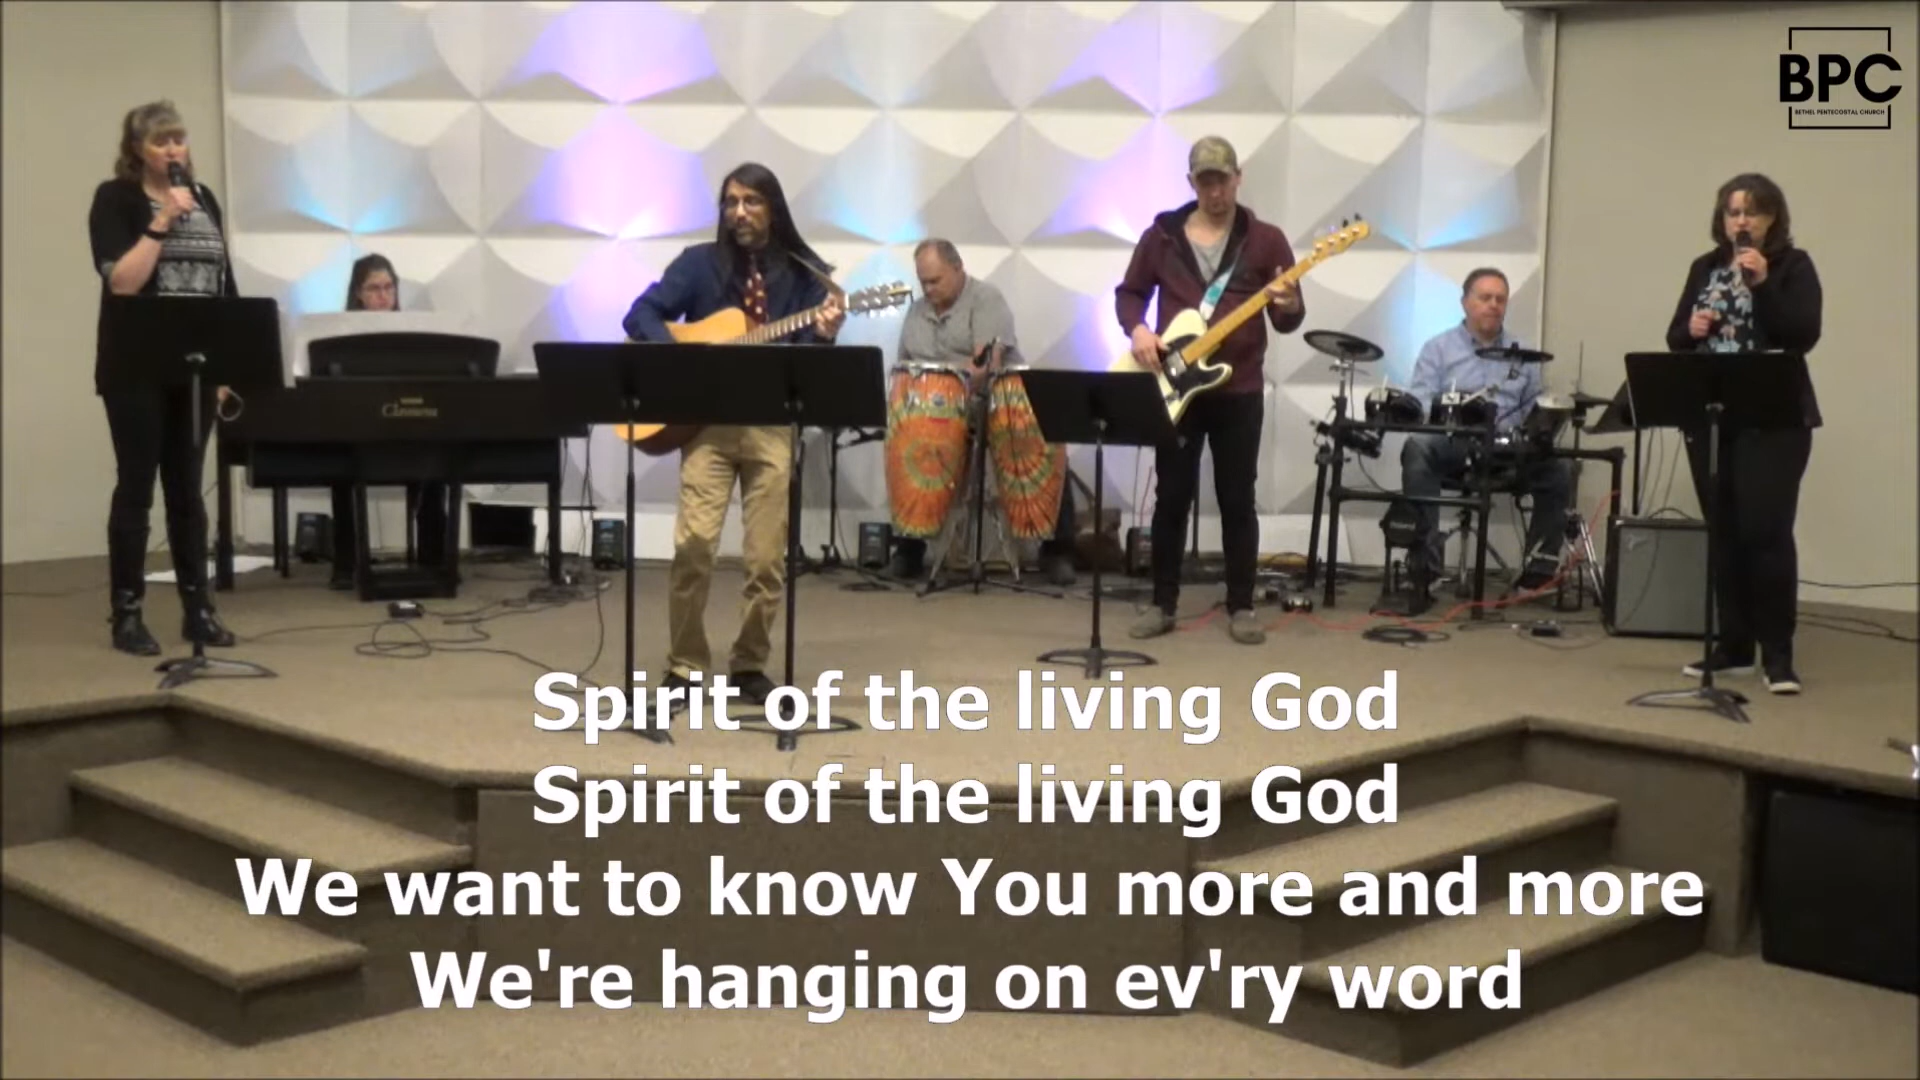 BPC
BETHEL PENTECOSTAL CHURCH
Spirit of the living God
Spirit of the living God
We want to know You more and more
We're hanging on ev'ry word